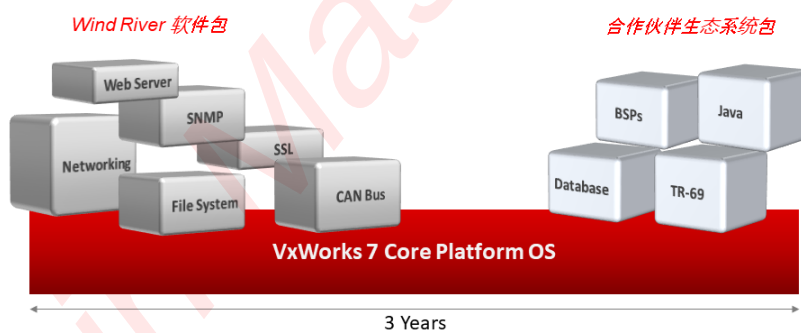 Wind River 软件包
合作伙伴生态系统包
Web Server
SNMP
SSL
Networking
File System
CAN Bus
BSPs
Java
Database
TR-69
VxWorks 7 Core Platform OS
3 Years